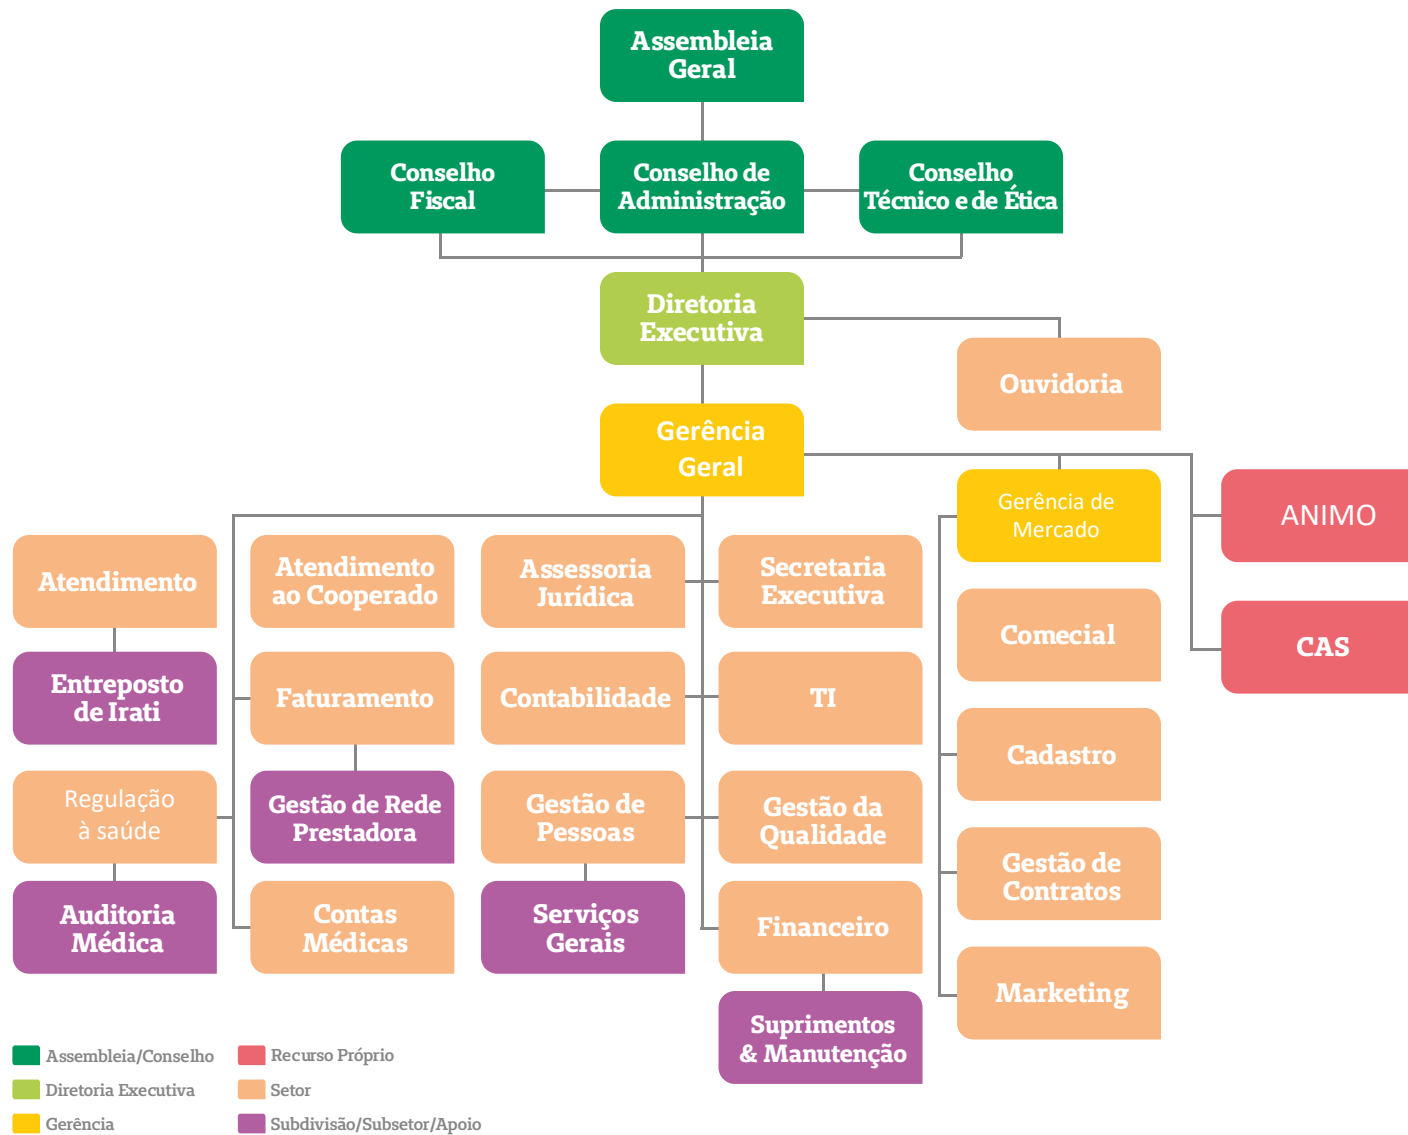 Assembleia
Geral
Conselho
Fiscal
Conselho de
Administração
Conselho
Técnico e de Ética
Diretoria
Executiva
Ouvidoria
Gerência
Geral
Gerência de
Mercado
ANIMO
Atendimento
Atendimento
ao Cooperado
Assessoria
Jurídica
Secretaria
Executiva
Comecial
CAS
Entreposto
de Irati
Faturamento
Contabilidade
TI
Cadastro
Regulação
à saúde
Gestão de Rede
Prestadora
Gestão de
Pessoas
Gestão da
Qualidade
Gestão de
Contratos
Auditoria
Médica
Contas
Médicas
Serviços
Gerais
Financeiro
Marketing
Suprimentos
& Manutenção
Assembleia/Conselho
Diretoria Executiva
Gerência
Recurso Próprio
Setor
Subdivisão/Subsetor/Apoio